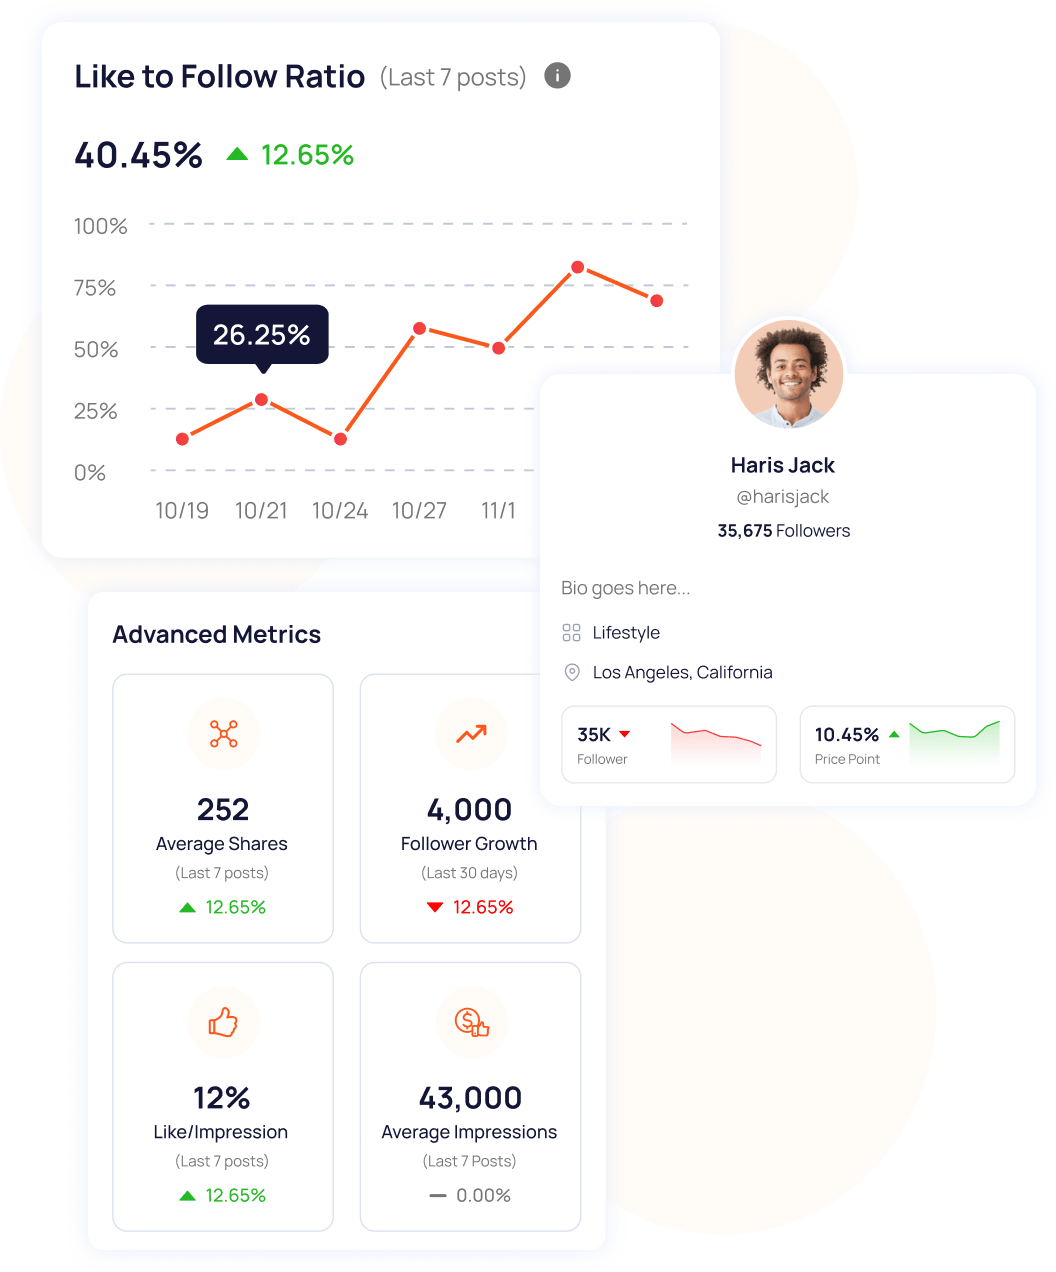 Like to Follow Ratio (Last 7 posts) i
40.45% 12.65%
100%
75%
26.25%
50%
25%
0%
10/19 10/21 10/24 10/27 11/1
Haris Jack
@harisjack
35,675 Followers
Bio goes here...
Lifestyle
Los Angeles, California
35K
Follower
10.45%
Price Point
Advanced Metrics
252
Average Shares
(Last 7 posts)
12.65%
4,000
Follower Growth
(Last 30 days)
12.65%
12%
Like/Impression
(Last 7 posts)
12.65%
$
43,000
Average Impressions
(Last 7 Posts)
0.00%